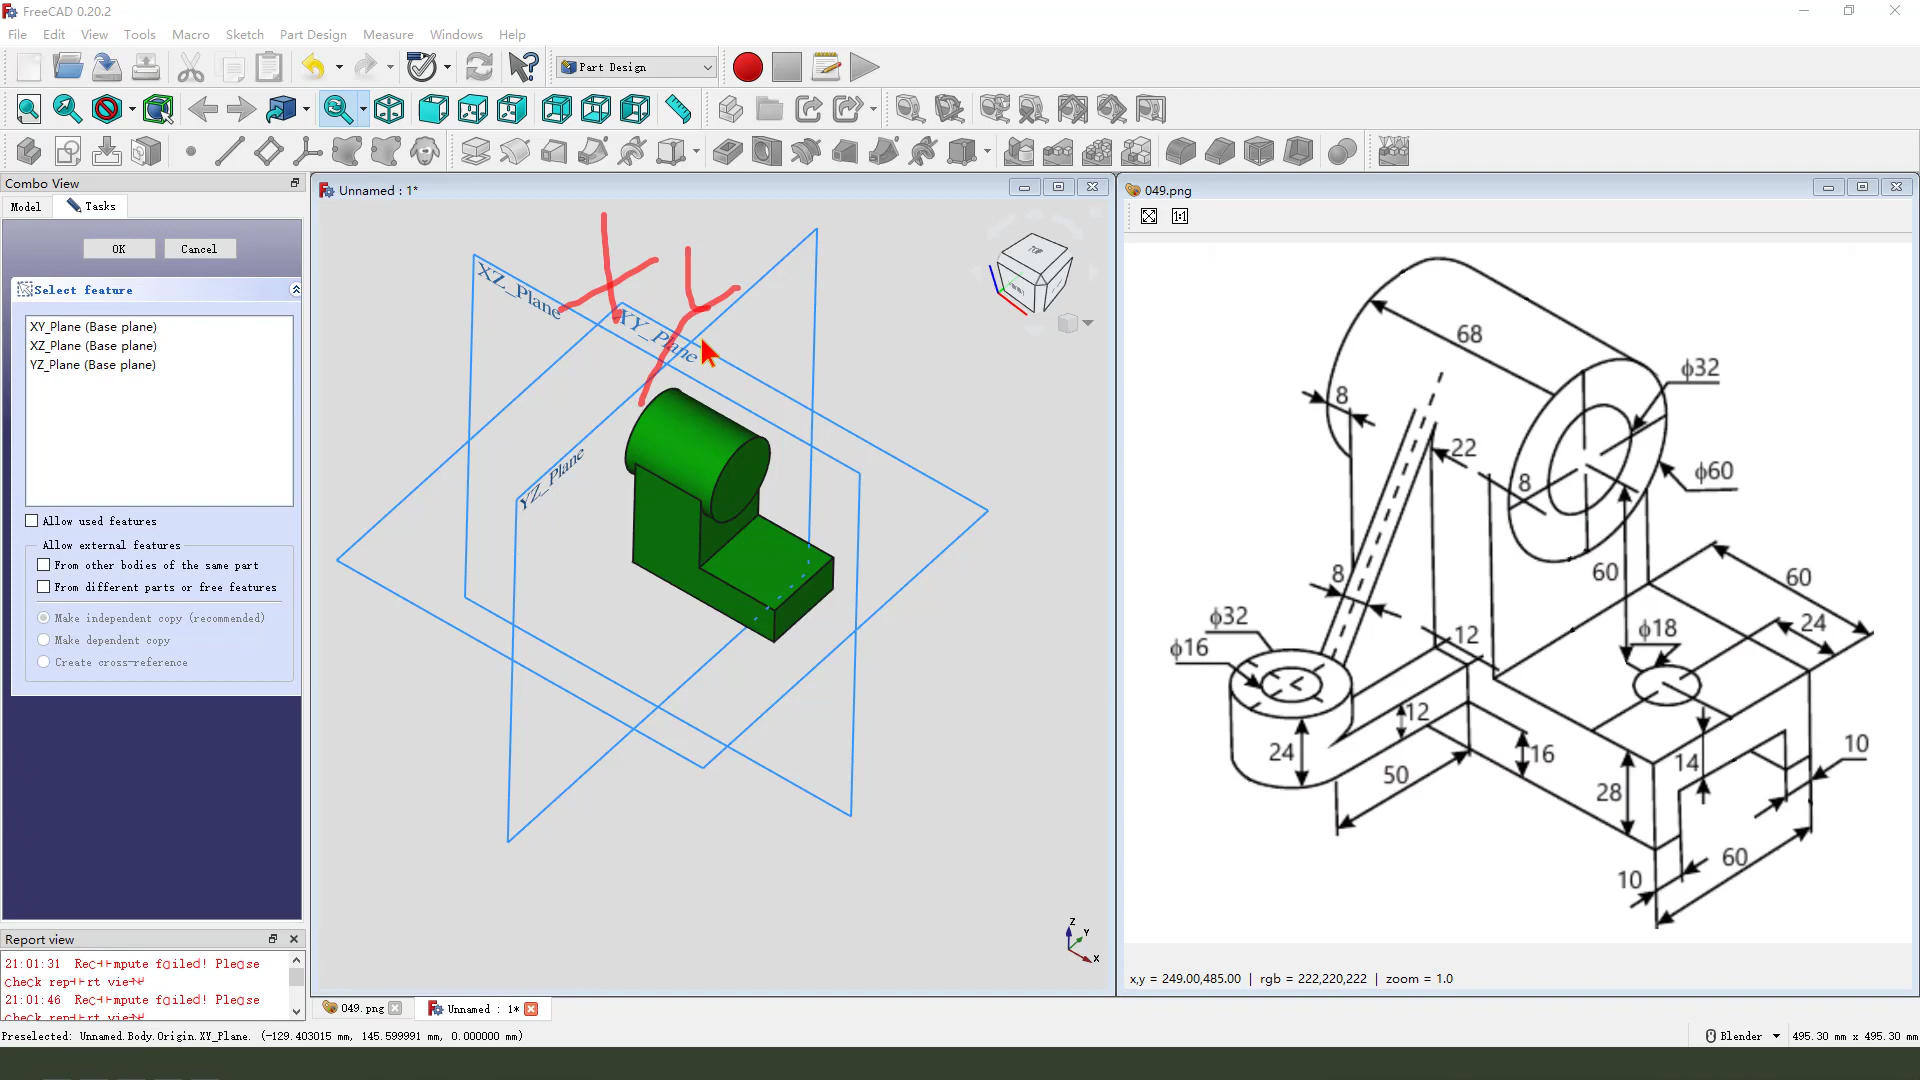 FreeCAD 0.20.2
File Edit View Tools Macro Sketch Part Design Measure Windows Help
Part Design
Combo View
Model Tasks
OK Cancel
Select feature
XY_Plane (Base plane)
XZ_Plane (Base plane)
YZ_Plane (Base plane)
Allow used features
Allow external features
From other bodies of the same part
From different parts or free features
Make independent copy (recommended)
Make dependent copy
Create cross-reference
Report view
21:01:31
21:01:46
Unnamed : 1*
XZ_Plane
XY_Plane
YZ_Plane
X Y
TOP
Z
Y
X
049.png
1:1
68
ϕ32
8
22
8
ϕ60
60
60
8
24
ϕ32
ϕ18
12
ϕ16
12
24
16
14
10
50
28
60
10
x,y = 249.00,485.00 | rgb = 222,220,222 | zoom = 1.0
049.png Unnamed : 1*
Preselected: Unnamed.Body.Origin.XY_Plane. (-129.403015 mm, 145.599991 mm, 0.000000 mm)
Blender 495.30 mm x 495.30 mm